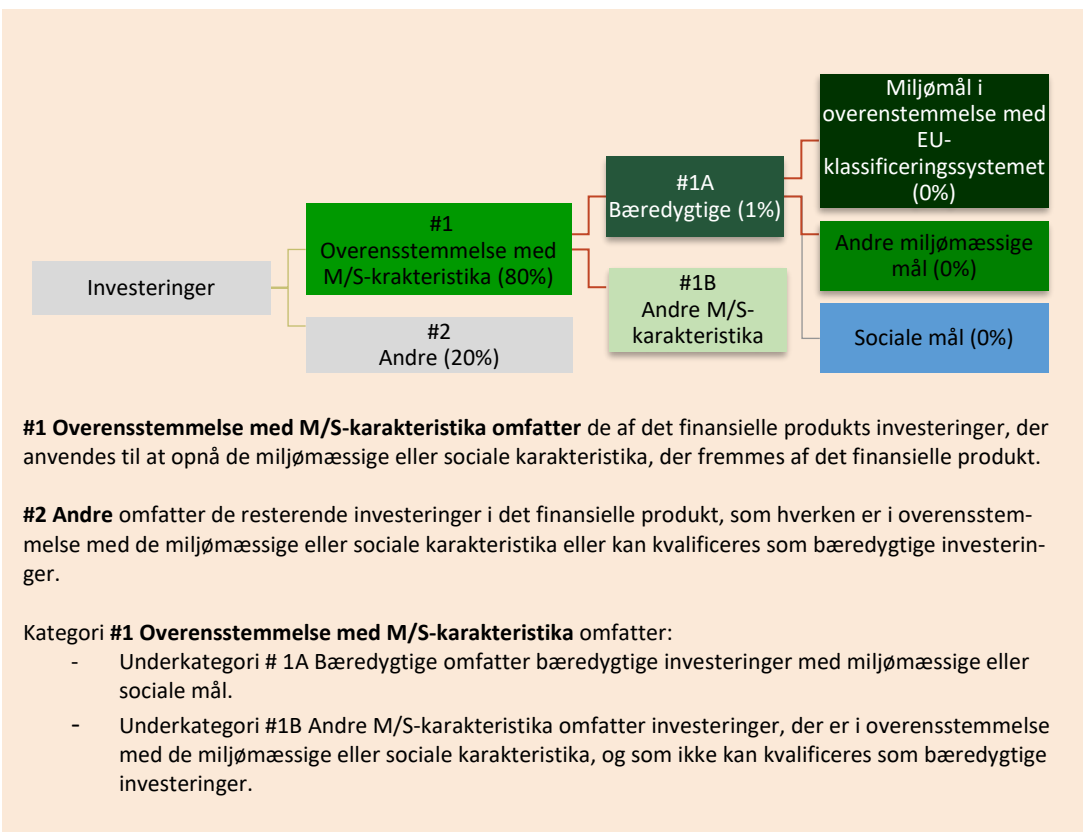 Investeringer
#1
Overensstemmelse med
M/S-krakteristika (80%)
#2
Andre (20%)
#1A
Bæredygtige (1%)
#1B
Andre M/S-
karakteristika
Miljømål i
overenstemmelse med
EU-
klassificeringssystemet
(0%)
Andre miljømæssige
mål (0%)
Sociale mål (0%)
#1 Overensstemmelse med M/S-karakteristika omfatter de af det finansielle produkts investeringer, der
anvendes til at opnå de miljømæssige eller sociale karakteristika, der fremmes af det finansielle produkt.
#2 Andre omfatter de resterende investeringer i det finansielle produkt, som hverken er i overensstem-
melse med de miljømæssige eller sociale karakteristika eller kan kvalificeres som bæredygtige investerin-
ger.
Kategori #1 Overensstemmelse med M/S-karakteristika omfatter:
- Underkategori # 1A Bæredygtige omfatter bæredygtige investeringer med miljømæssige eller
sociale mål.
- Underkategori #1B Andre M/S-karakteristika omfatter investeringer, der er i overensstemmelse
med de miljømæssige eller sociale karakteristika, og som ikke kan kvalificeres som bæredygtige
investeringer.